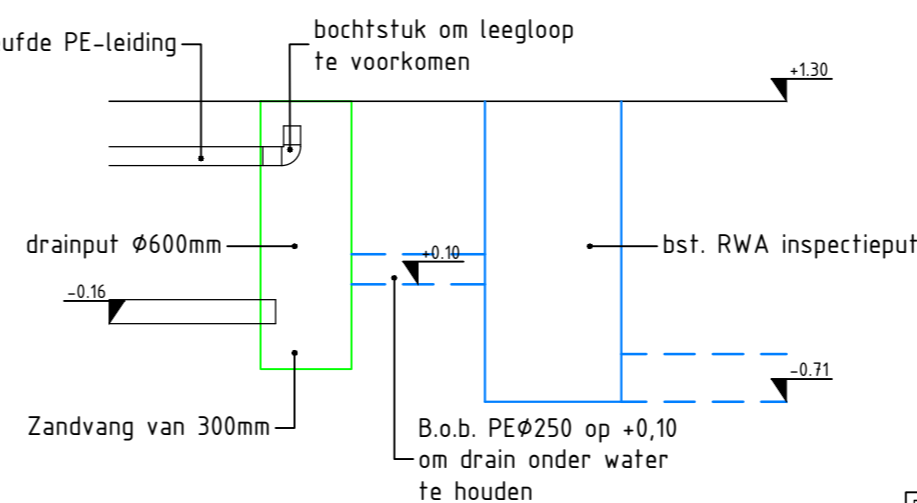 PE-leiding
bochtstuk om leegloop
te voorkomen
+1.30
drainput Ø600mm
+0.10
bst. RWA inspectieput
-0.16
-0.71
Zandvang van 300mm
B.o.b. PEØ250 op +0,10
om drain onder water
te houden